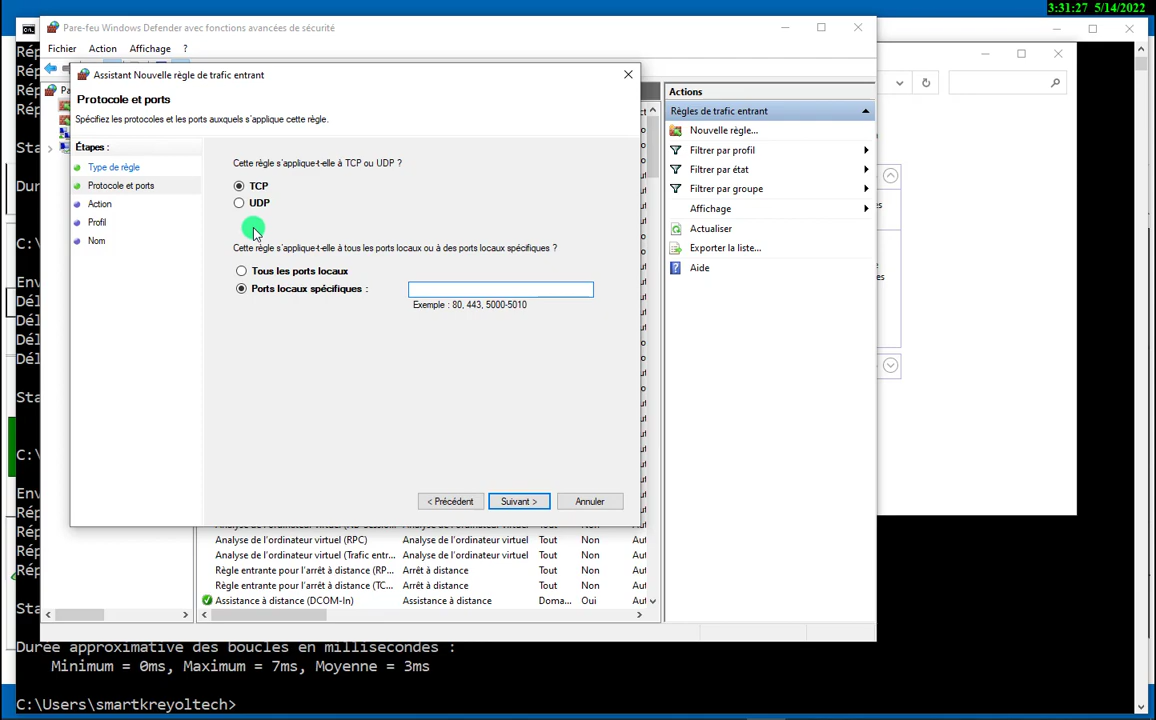 3:31:27 5/14/2022
Pare-feu Windows Defender avec fonctions avancées de sécurité
Fichier Action Affichage ?
Assistant Nouvelle règle de trafic entrant
Protocole et ports
Spécifiez les protocoles et les ports auxquels s'applique cette règle.
Étapes :
Type de règle
Protocole et ports
Action
Profil
Nom
Cette règle s'applique-t-elle à TCP ou UDP ?
TCP
UDP
Cette règle s'applique-t-elle à tous les ports locaux ou à des ports locaux spécifiques ?
Tous les ports locaux
Ports locaux spécifiques :
Exemple : 80, 443, 5000-5010
< Précédent Suivant > Annuler
Actions
Règles de trafic entrant
Nouvelle règle...
Filtrer par profil
Filtrer par état
Filtrer par groupe
Affichage
Actualiser
Exporter la liste...
Aide
Analyse de l'ordinateur virtuel (RPC) Analyse de l'ordinateur virtuel Tout Non Aut
Analyse de l'ordinateur virtuel (Trafic entr... Analyse de l'ordinateur virtuel Tout Non Aut
Règle entrante pour l'arrêt à distance (RP... Arrêt à distance Tout Non Aut
Règle entrante pour l'arrêt à distance (TC... Arrêt à distance Tout Non Aut
Assistance à distance (DCOM-In) Assistance à distance Doma... Oui Aut
Durée approximative des boucles en millisecondes :
Minimum = 0ms, Maximum = 7ms, Moyenne = 3ms
C:\Users\smartkreyoltech>